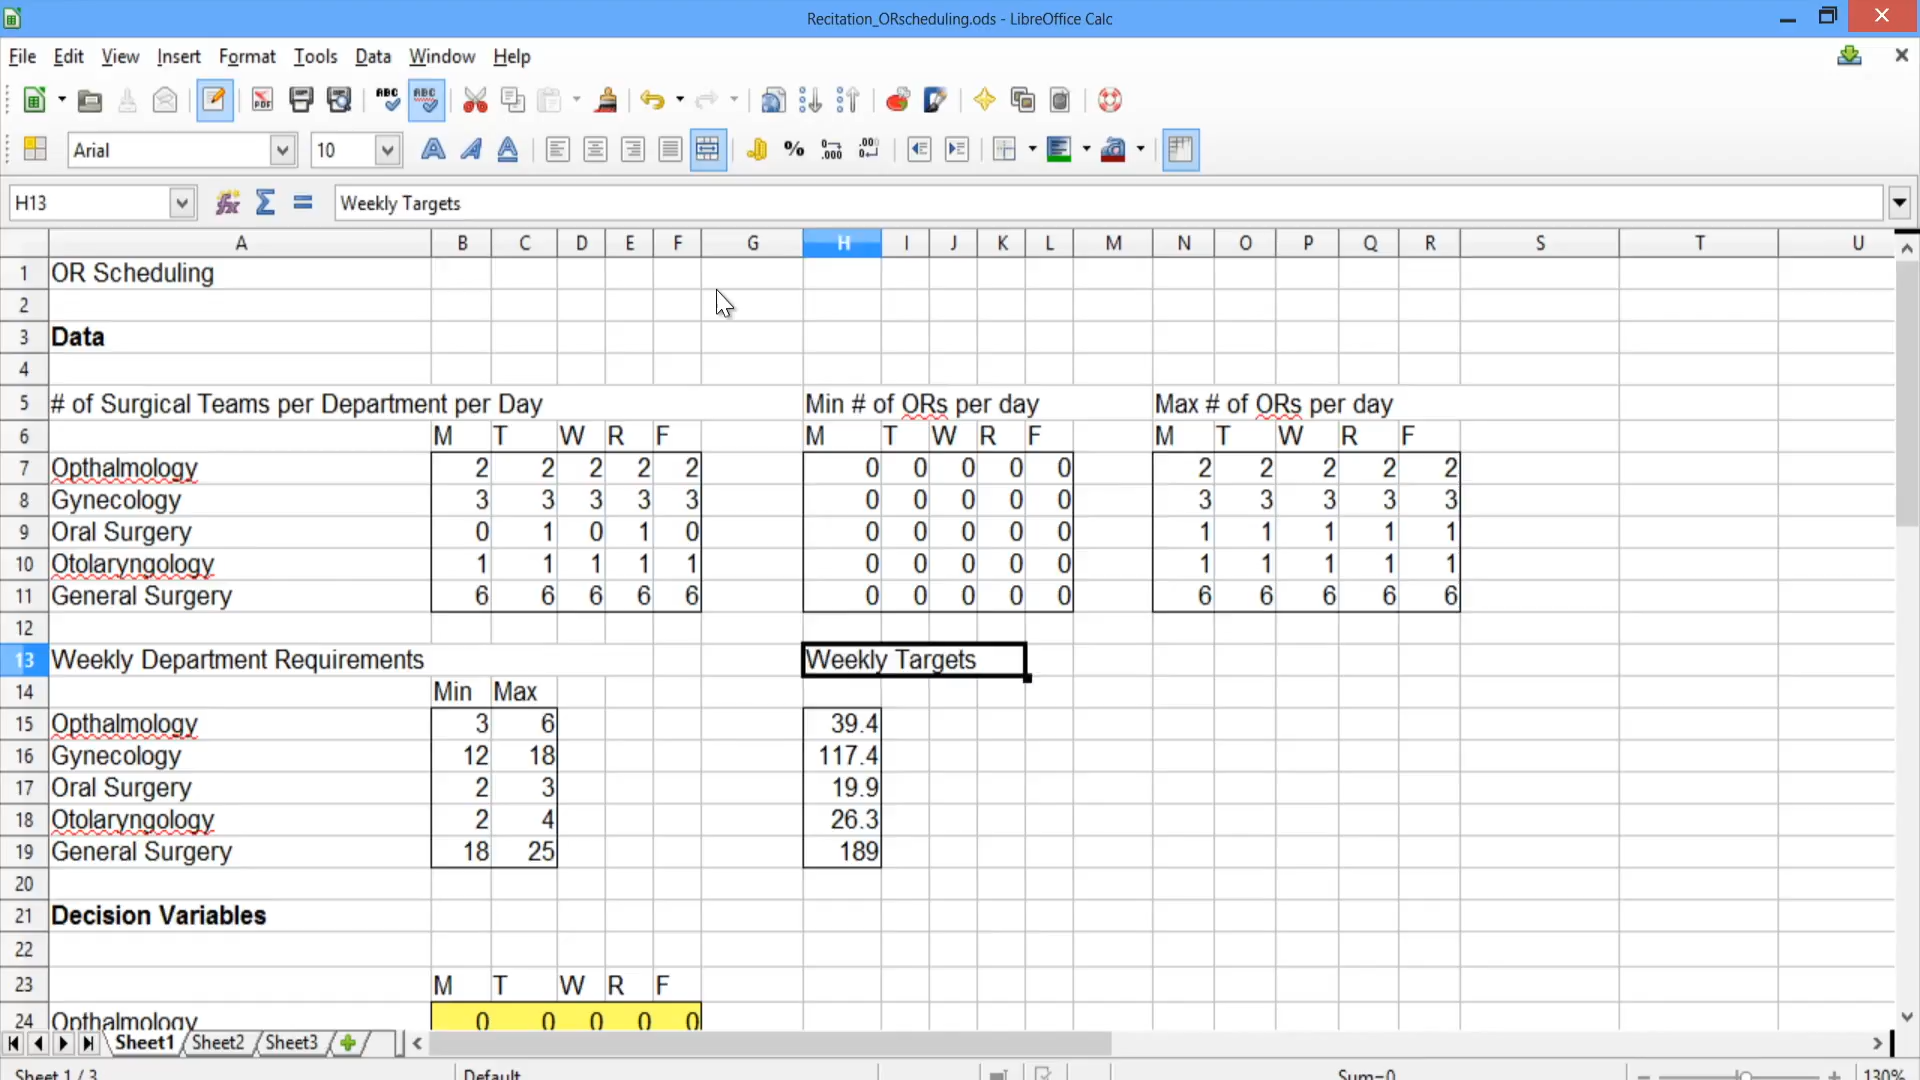 Recitation_ORscheduling.ods - LibreOffice Calc
File Edit View Insert Format Tools Data Window Help
PDF ABC ABC
Arial 10 % .000 .000
H13 fx Σ = Weekly Targets
A B C D E F G H I J K L M N O P Q R S T U
1 OR Scheduling
2
3 Data
4
5 # of Surgical Teams per Department per Day Min # of ORs per day Max # of ORs per day
6 M T W R F M T W R F M T W R F
7 Opthalmology 2 2 2 2 2 0 0 0 0 0 2 2 2 2 2
8 Gynecology 3 3 3 3 3 0 0 0 0 0 3 3 3 3 3
9 Oral Surgery 0 1 0 1 0 0 0 0 0 0 1 1 1 1 1
10 Otolaryngology 1 1 1 1 1 0 0 0 0 0 1 1 1 1 1
11 General Surgery 6 6 6 6 6 0 0 0 0 0 6 6 6 6 6
12
13 Weekly Department Requirements Weekly Targets
14 Min Max
15 Opthalmology 3 6 39.4
16 Gynecology 12 18 117.4
17 Oral Surgery 2 3 19.9
18 Otolaryngology 2 4 26.3
19 General Surgery 18 25 189
20
21 Decision Variables
22
23 M T W R F
24 Opthalmology 0 0 0 0 0
Sheet1 Sheet2 Sheet3
Sheet 1 / 3 Default Sum=0 130%